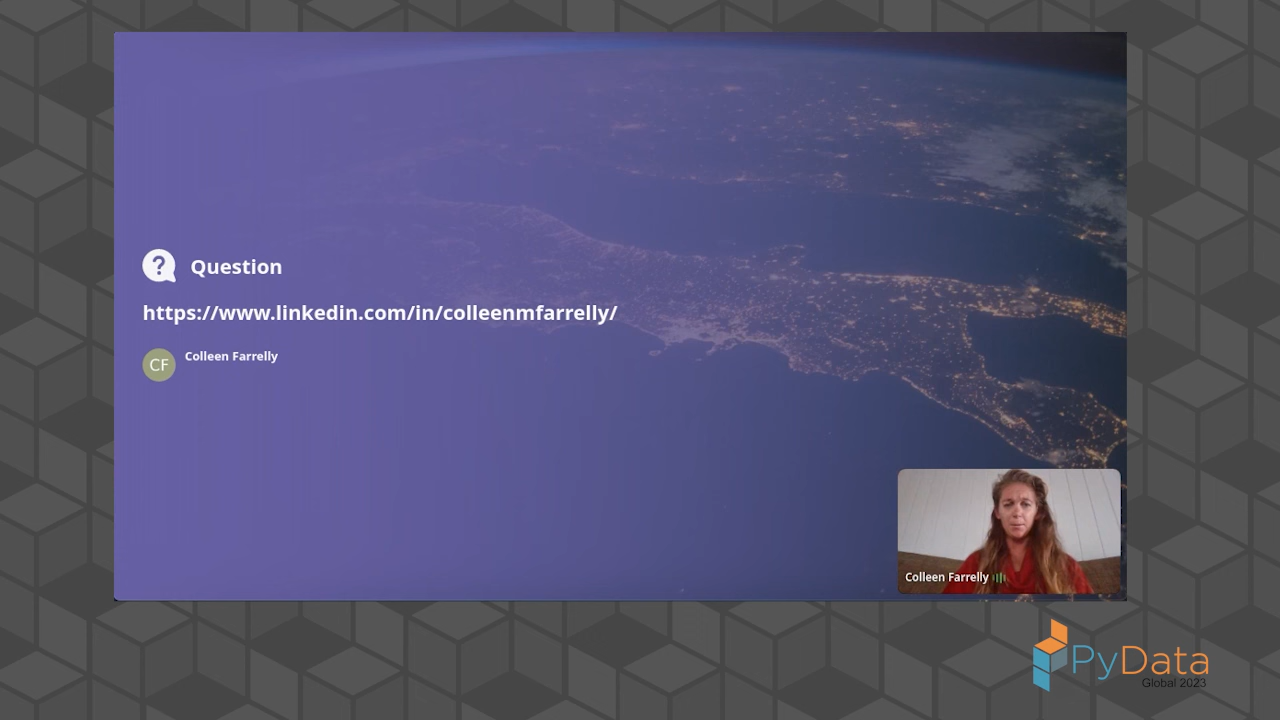 ?
Question
https://www.linkedin.com/in/colleenmfarrelly/
CF
Colleen Farrelly
Colleen Farrelly
PyData
Global 2023